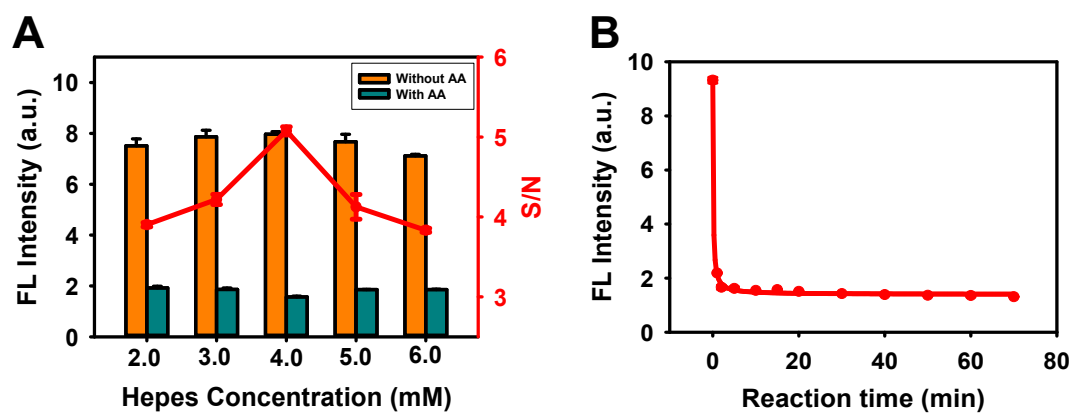 A
FL Intensity (a.u.)
10
8
6
4
2
0
Without AA
With AA
6
5
4
3
S/N
2.0 3.0 4.0 5.0 6.0
Hepes Concentration (mM)
B
FL Intensity (a.u.)
10
8
6
4
2
0
0 20 40 60 80
Reaction time (min)